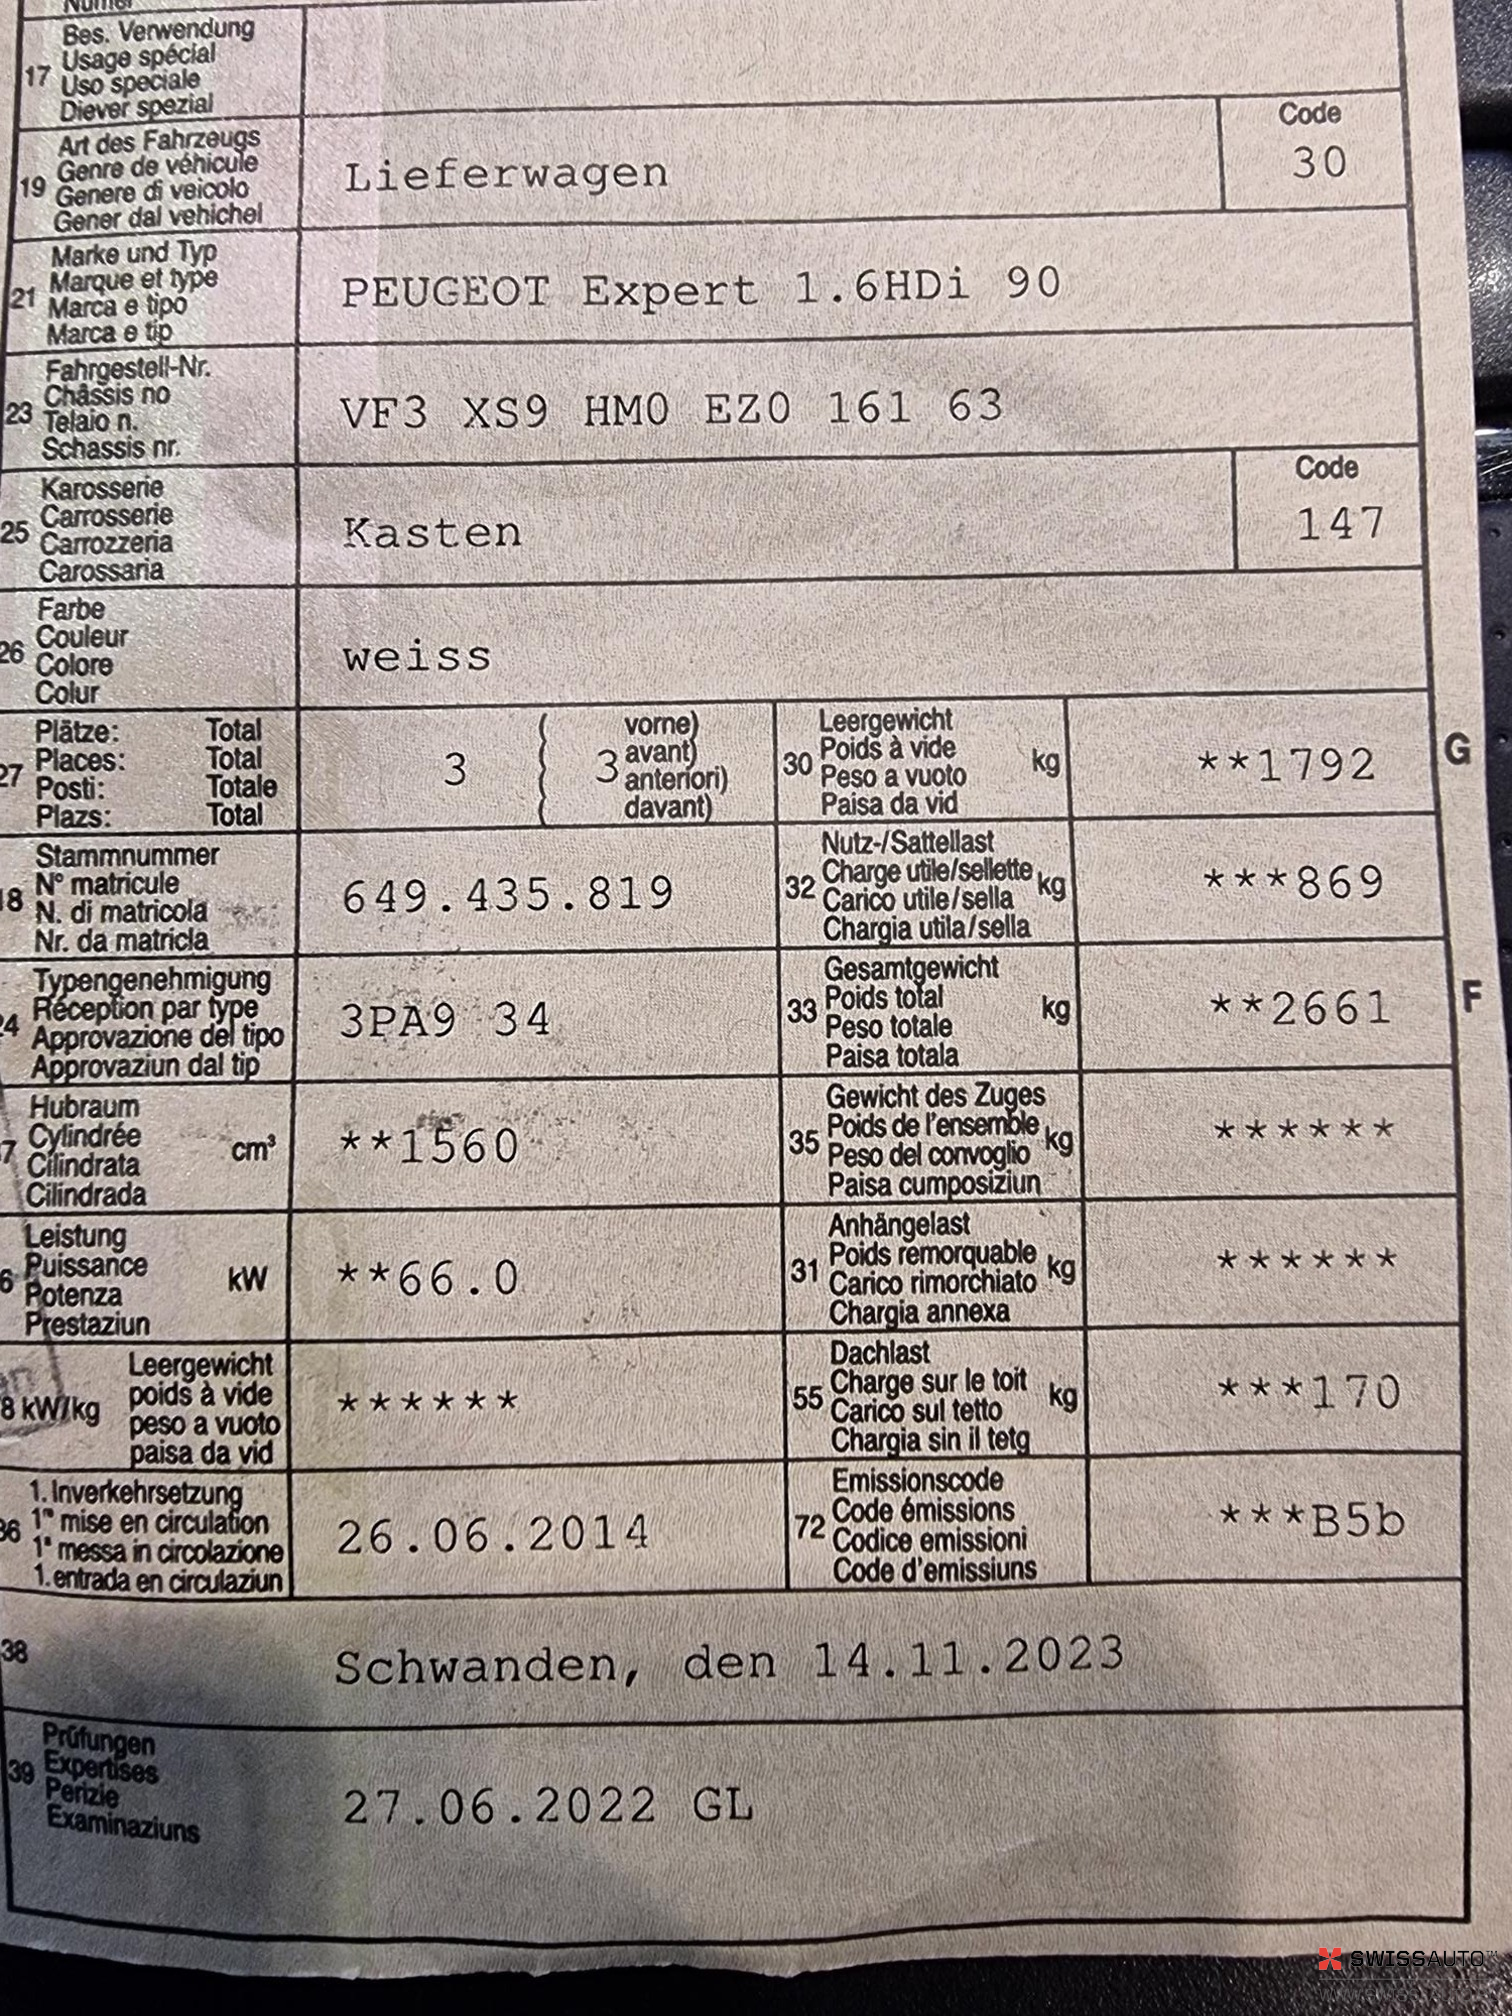 Numer
17 Bes. Verwendung
Usage spécial
Uso speciale
Diever spezial
19 Art des Fahrzeugs
Genre de véhicule
Genere di veicolo
Gener dal vehichel
Lieferwagen
Code
30
21 Marke und Typ
Marque et type
Marca e tipo
Marca e tip
PEUGEOT Expert 1.6HDi 90
23 Fahrgestell-Nr.
Châssis no
Telaio n.
Schassis nr.
VF3 XS9 HM0 EZ0 161 63
25 Karosserie
Carrosserie
Carrozzeria
Carossaria
Kasten
Code
147
26 Farbe
Couleur
Colore
Colur
weiss
27 Plätze: Total
Places: Total
Posti: Totale
Plazs: Total
3
3 vorne)
avant)
anteriori)
davant)
30 Leergewicht
Poids à vide kg
Peso a vuoto
Paisa da vid
**1792
G
18 Stammnummer
N° matricule
N. di matricola
Nr. da matricla
649.435.819
32 Nutz-/Sattellast
Charge utile/sellette kg
Carico utile/sella
Chargia utila/sella
***869
24 Typengenehmigung
Réception par type
Approvazione del tipo
Approvaziun dal tip
3PA9 34
33 Gesamtgewicht
Poids total kg
Peso totale
Paisa totala
**2661
F
7 Hubraum
Cylindrée cm³
Cilindrata
Cilindrada
**1560
35 Gewicht des Zuges
Poids de l'ensemble kg
Peso del convoglio
Paisa cumposiziun
******
6 Leistung
Puissance kW
Potenza
Prestaziun
**66.0
31 Anhängelast
Poids remorquable kg
Carico rimorchiato
Chargia annexa
******
8 kW/kg Leergewicht
poids à vide
peso a vuoto
paisa da vid
******
55 Dachlast
Charge sur le toit kg
Carico sul tetto
Chargia sin il tetg
***170
36 1. Inverkehrsetzung
1re mise en circulation
1a messa in circolazione
1. entrada en circulaziun
26.06.2014
72 Emissionscode
Code émissions
Codice emissioni
Code d'emissiuns
***B5b
38 Schwanden, den 14.11.2023
39 Prüfungen
Expertises
Perizie
Examinaziuns
27.06.2022 GL
SWISSAUTO™